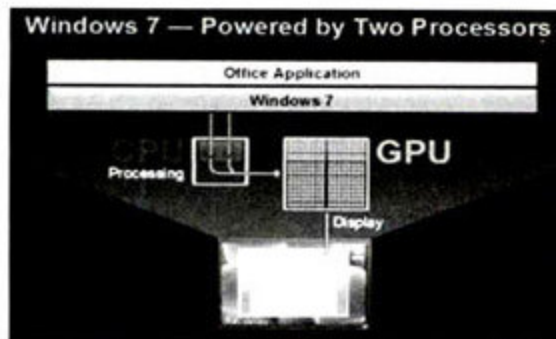 Windows 7 — Powered by Two Processors
Office Application
Windows 7
CPU
GPU
Processing
Display